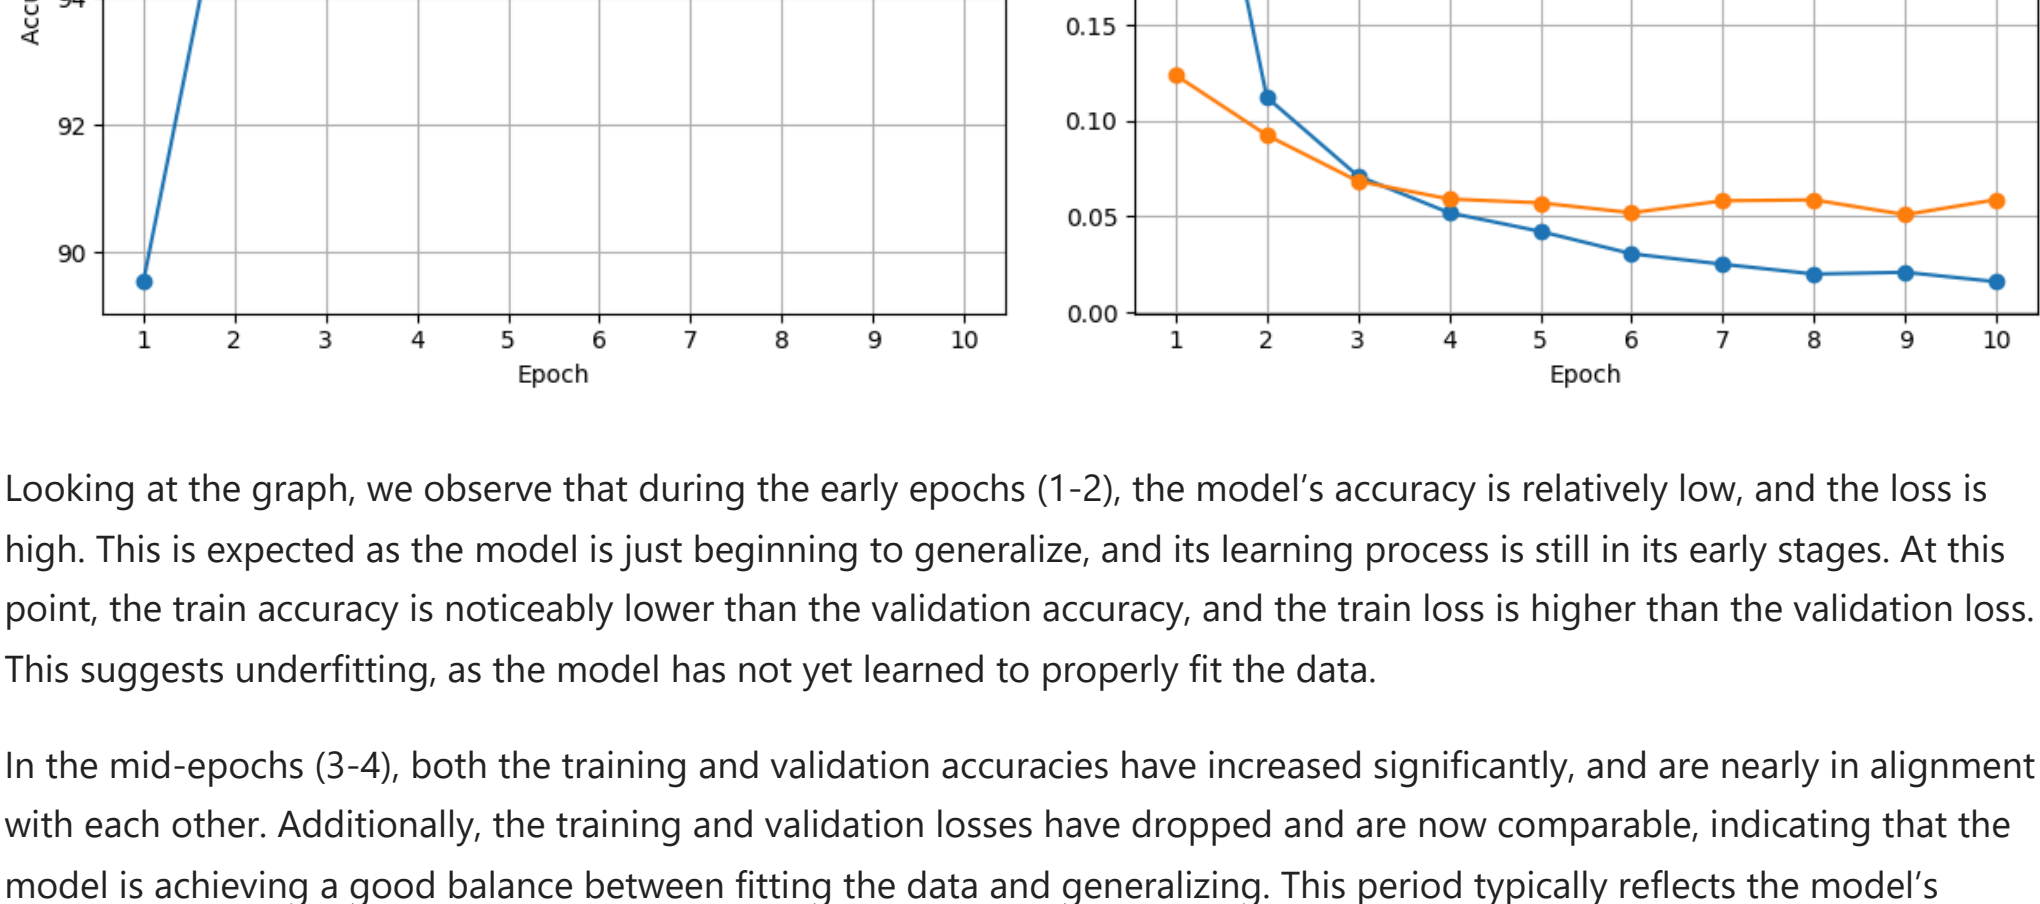 94
92
90
1 2 3 4 5 6 7 8 9 10
Epoch
0.15
0.10
0.05
0.00
1 2 3 4 5 6 7 8 9 10
Epoch
Looking at the graph, we observe that during the early epochs (1-2), the model’s accuracy is relatively low, and the loss is
high. This is expected as the model is just beginning to generalize, and its learning process is still in its early stages. At this
point, the train accuracy is noticeably lower than the validation accuracy, and the train loss is higher than the validation loss.
This suggests underfitting, as the model has not yet learned to properly fit the data.
In the mid-epochs (3-4), both the training and validation accuracies have increased significantly, and are nearly in alignment
with each other. Additionally, the training and validation losses have dropped and are now comparable, indicating that the
model is achieving a good balance between fitting the data and generalizing. This period typically reflects the model’s